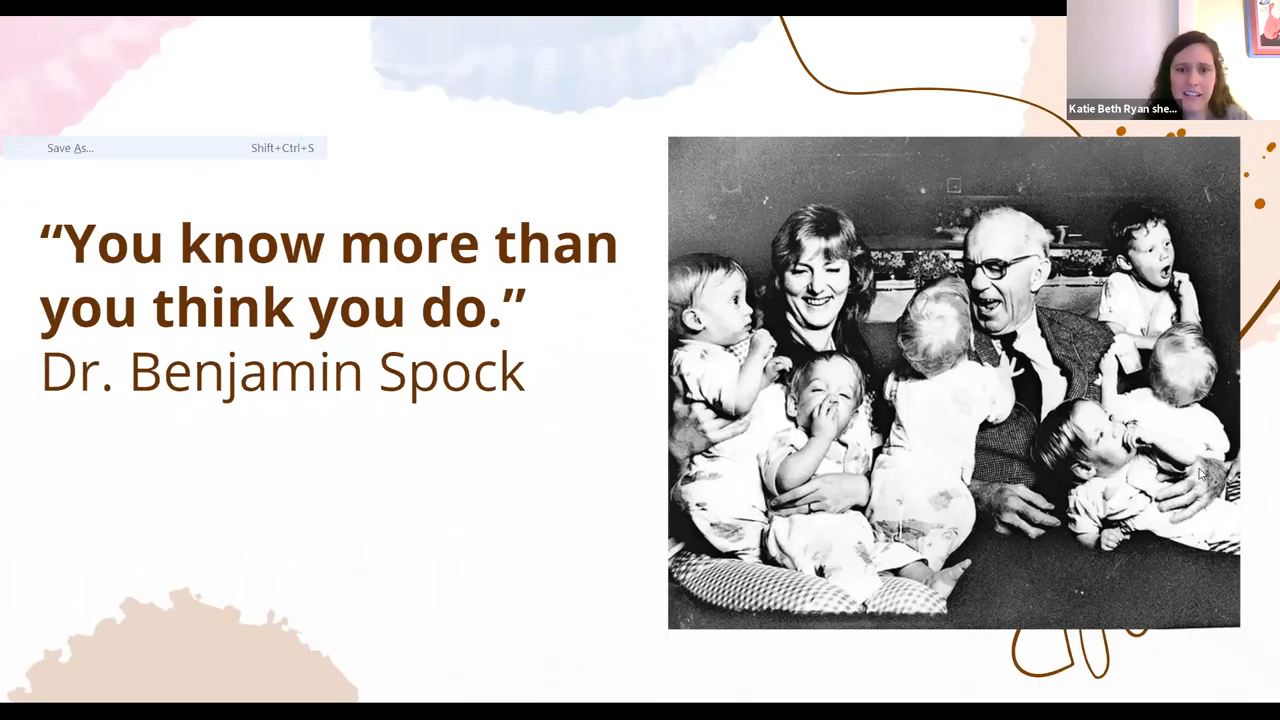 Katie Beth Ryan she...
Save As... Shift+Ctrl+S
“You know more than
you think you do.”
Dr. Benjamin Spock